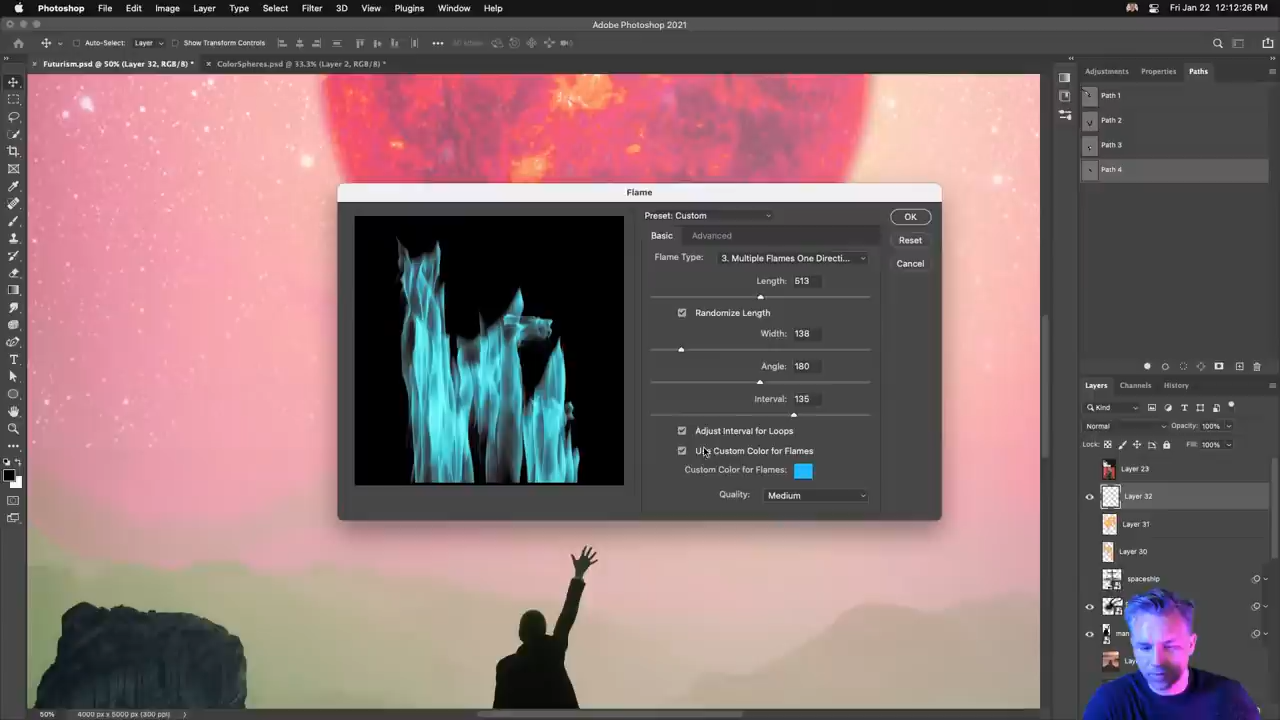 Photoshop File Edit Image Layer Type Select Filter 3D View Plugins Window Help Fri Jan 22 12:12:26 PM
Adobe Photoshop 2021
Auto-Select: Layer Show Transform Controls
Futurism.psd @ 50% (Layer 32, RGB/8) * ColorSpheres.psd @ 33.3% (Layer 2, RGB/8) *
Adjustments Properties Paths
Path 1
Path 2
Path 3
Path 4
Flame
Preset: Custom
OK
Basic Advanced
Reset
Flame Type: 3. Multiple Flames One Directi...
Cancel
Length: 513
Randomize Length
Width: 138
Angle: 180
Interval: 135
Adjust Interval for Loops
Use Custom Color for Flames
Custom Color for Flames:
Quality: Medium
Layers Channels History
Kind
Normal Opacity: 100%
Lock: Fill: 100%
Layer 23
Layer 32
Layer 31
Layer 30
spaceship
man
50% 4000 px x 5000 px (300 ppi)